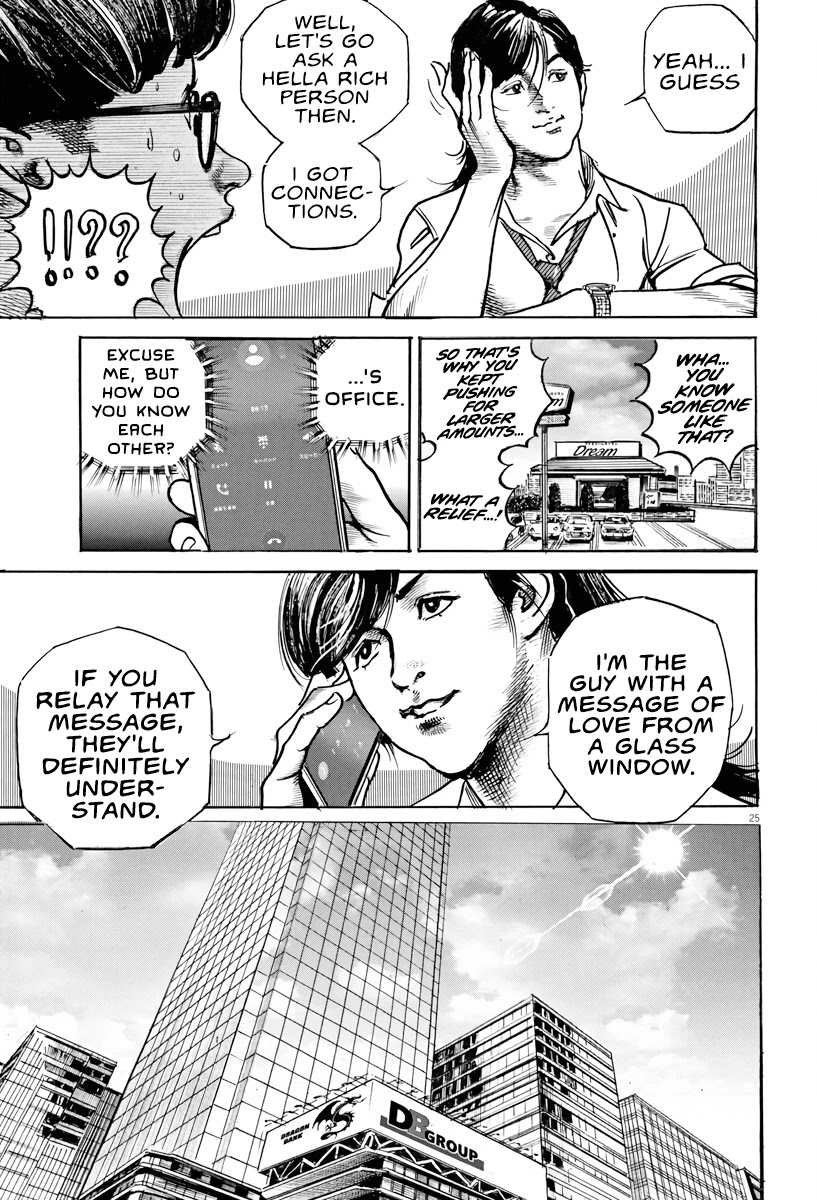 YEAH... I
GUESS
WELL,
LET'S GO
ASK A
HELLA RICH
PERSON
THEN.
I GOT
CONNEC-
TIONS.
!!??
WHA...
YOU
KNOW
SOMEONE
LIKE
THAT?
SO THAT'S
WHY YOU
KEPT
PUSHING
FOR
LARGER
AMOUNTS...
WHAT A
RELIEF...!
Dream
...'S
OFFICE.
EXCUSE
ME, BUT
HOW DO
YOU KNOW
EACH
OTHER?
I'M THE
GUY WITH A
MESSAGE OF
LOVE FROM
A GLASS
WINDOW.
IF YOU
RELAY THAT
MESSAGE,
THEY'LL
DEFINITELY
UNDER-
STAND.
25
DRAGON
BANK
DB GROUP